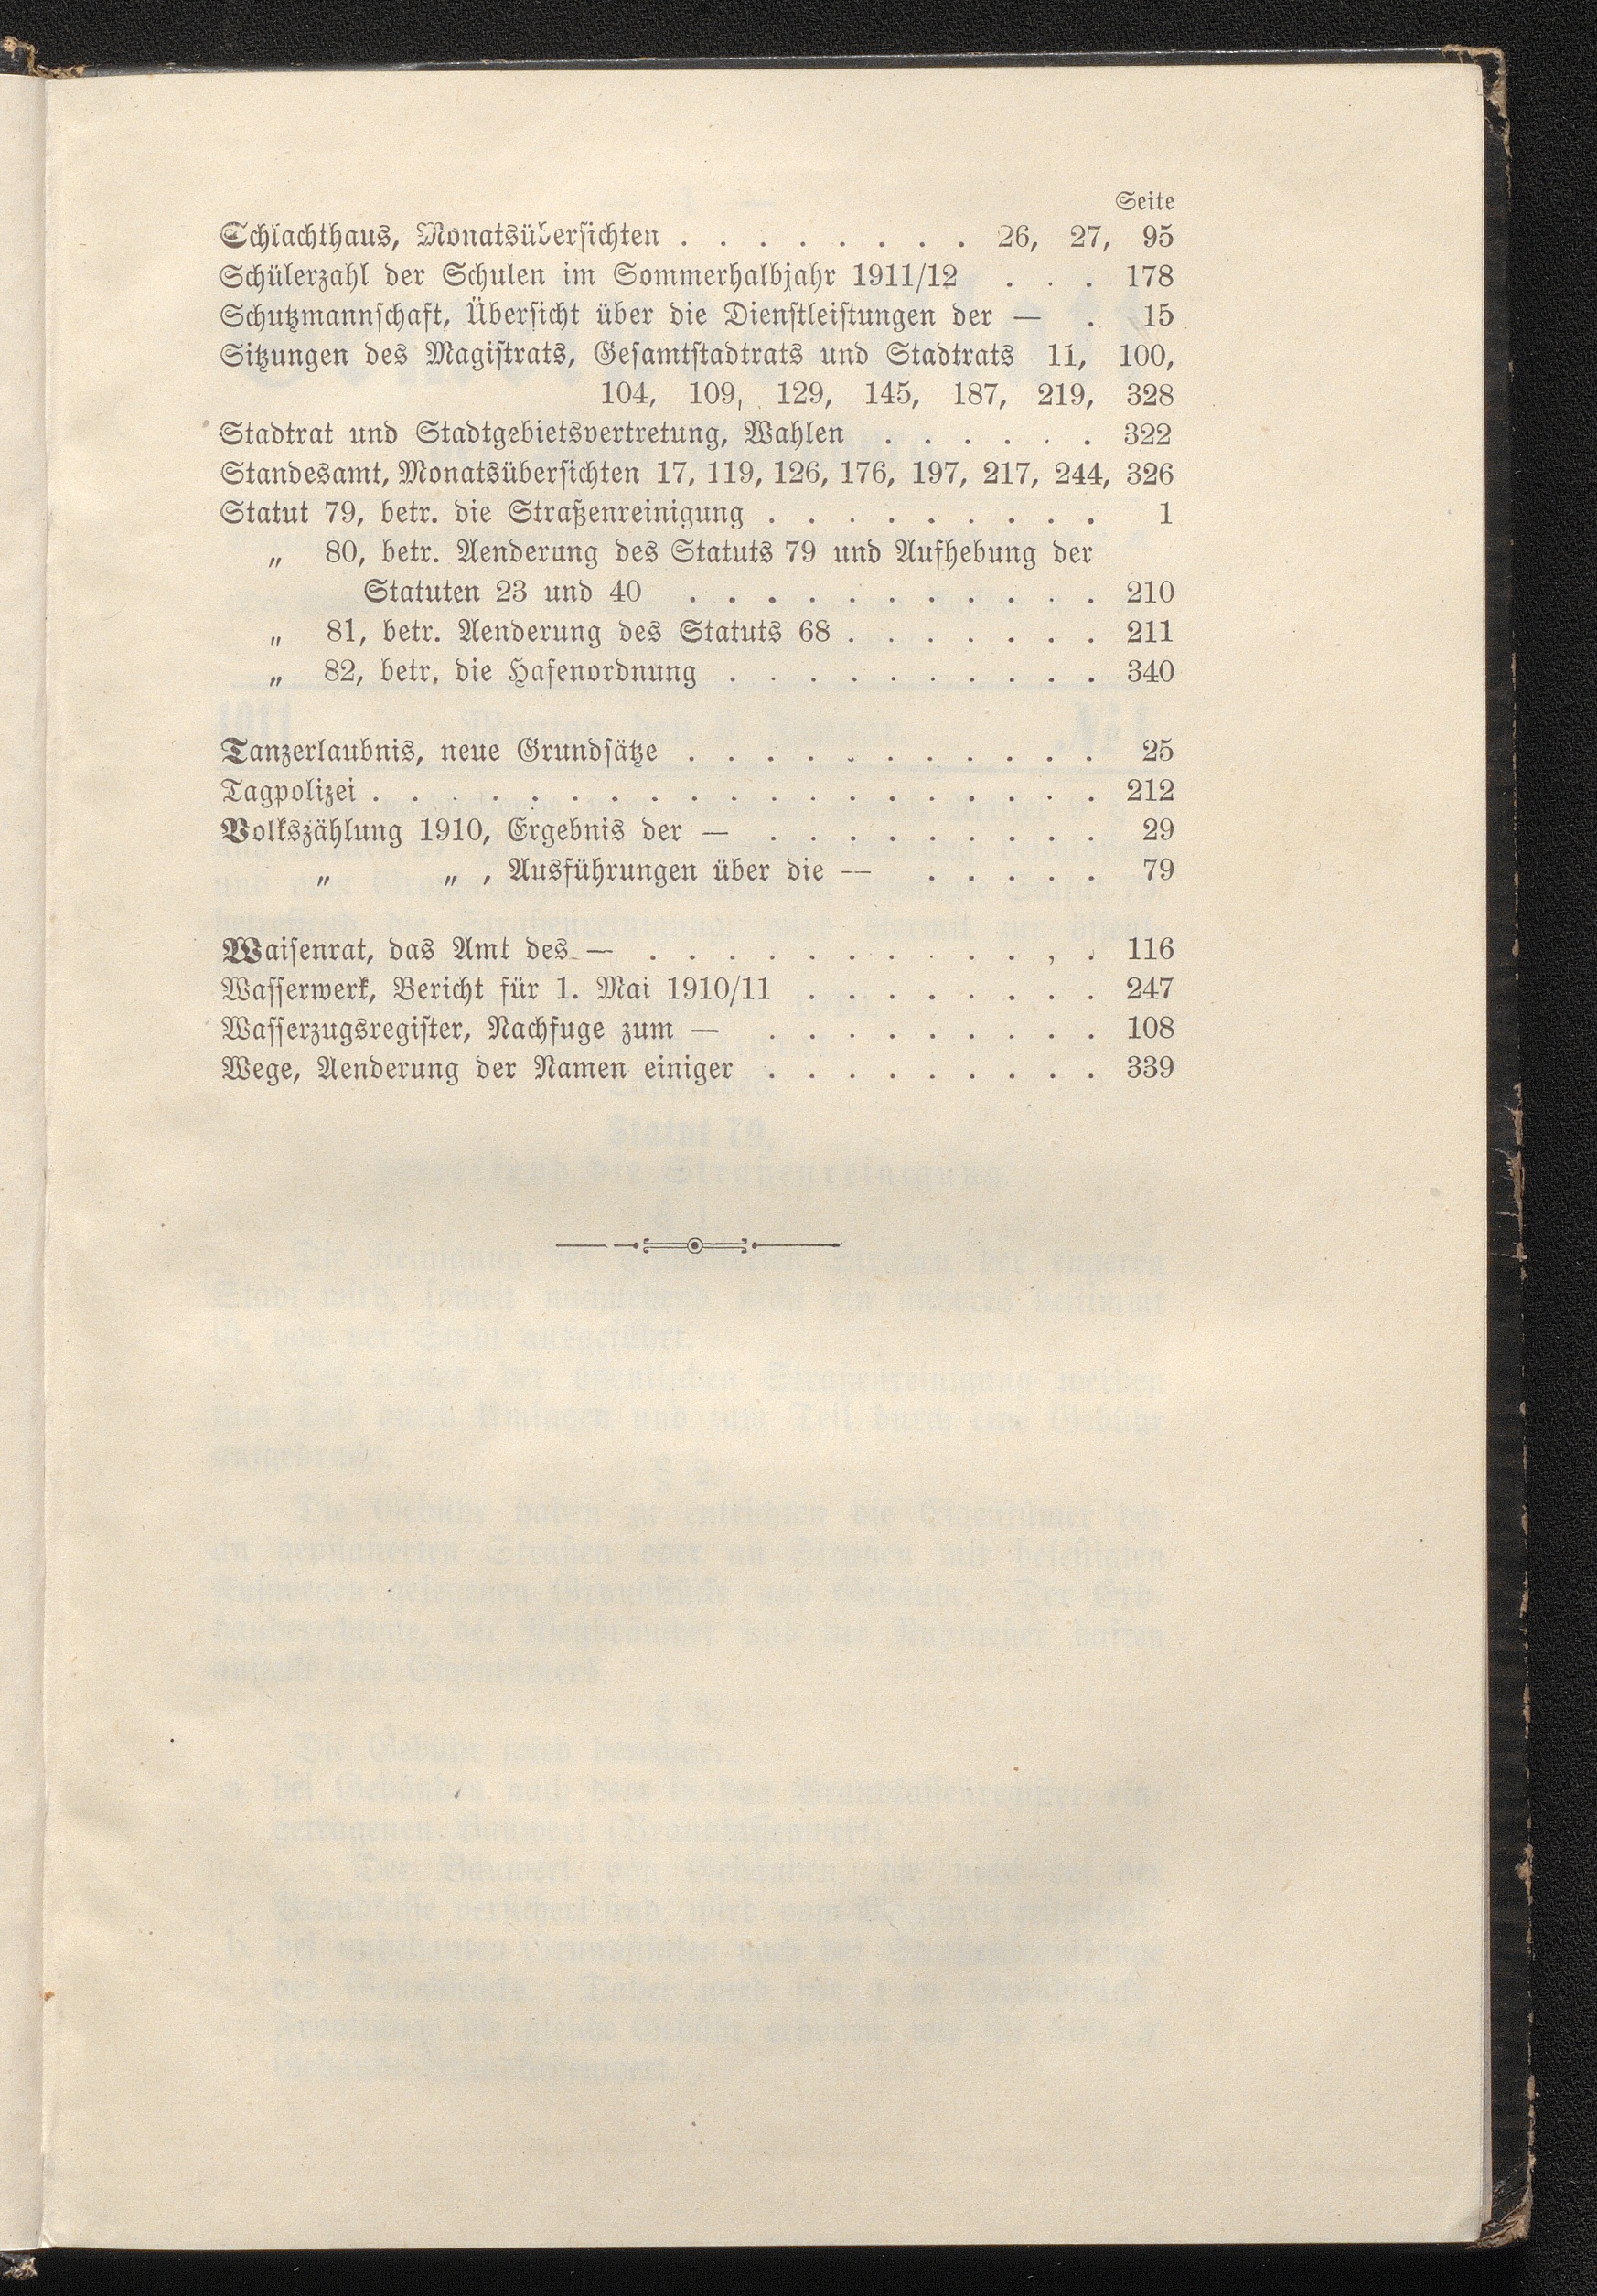 Seite
Schlachthaus, Monatsübersichten . . . . . . . . 26, 27, 95
Schülerzahl der Schulen im Sommerhalbjahr 1911/12 . . . 178
Schutzmannschaft, Übersicht über die Dienstleistungen der — . 15
Sitzungen des Magistrats, Gesamtstadtrats und Stadtrats 11, 100,
104, 109, 129, 145, 187, 219, 328
Stadtrat und Stadtgebietsvertretung, Wahlen . . . . . . 322
Standesamt, Monatsübersichten 17, 119, 126, 176, 197, 217, 244, 326
Statut 79, betr. die Straßenreinigung . . . . . . . . . 1
„ 80, betr. Aenderung des Statuts 79 und Aufhebung der
Statuten 23 und 40 . . . . . . . . . . . 210
„ 81, betr. Aenderung des Statuts 68 . . . . . . . 211
„ 82, betr. die Hafenordnung . . . . . . . . . . 340
Tanzerlaubnis, neue Grundsätze . . . . . . . . . . . 25
Tagpolizei . . . . . . . . . . . . . . . . . . . 212
Volkszählung 1910, Ergebnis der — . . . . . . . . . 29
„ „ , Ausführungen über die — . . . . . 79
Waisenrat, das Amt des — . . . . . . . . . . , . 116
Wasserwerk, Bericht für 1. Mai 1910/11 . . . . . . . . 247
Wasserzugsregister, Nachfuge zum — . . . . . . . . . 108
Wege, Aenderung der Namen einiger . . . . . . . . . 339